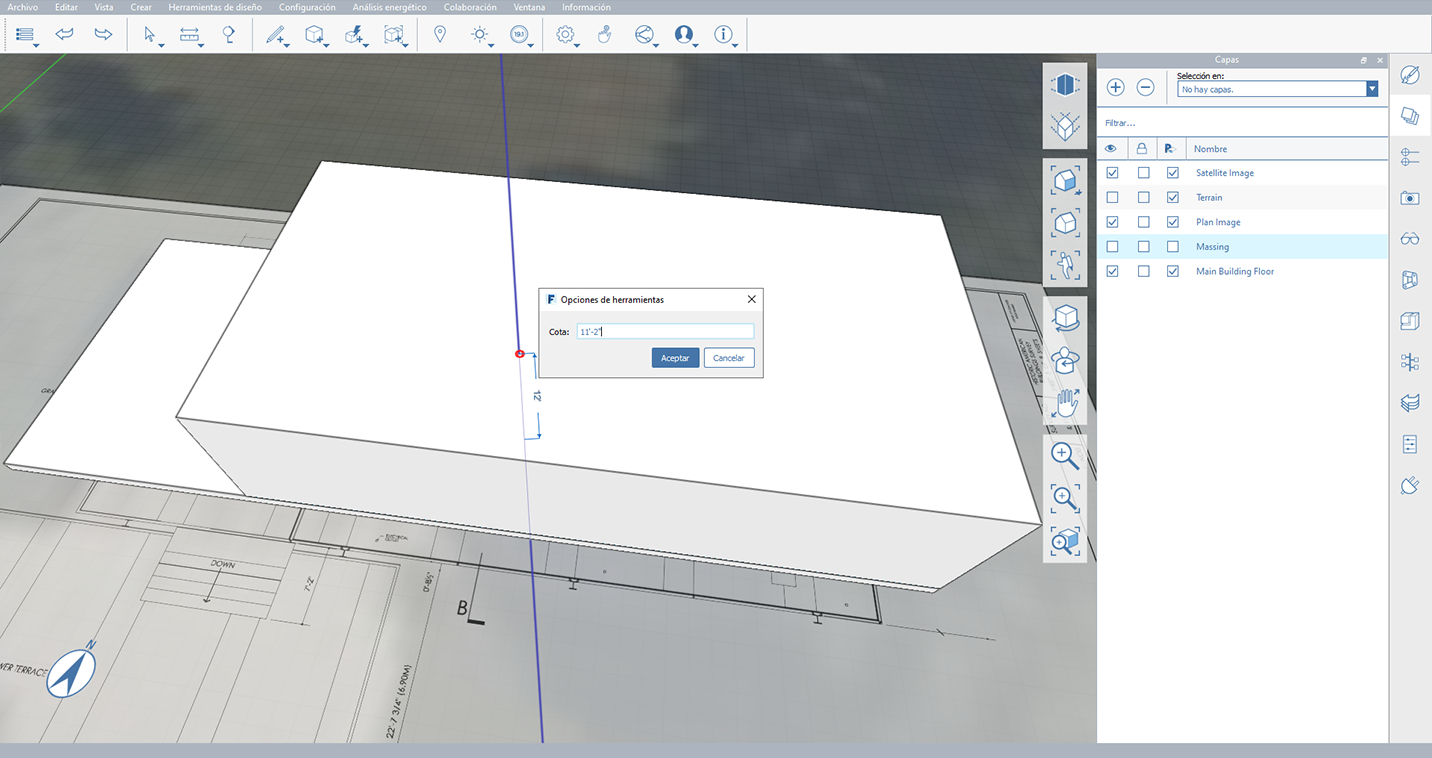 Archivo Editar Vista Crear Herramientas de diseño Configuración Análisis energético Colaboración Ventana Información
191
Capas
Selección en:
No hay capas.
Filtrar...
Nombre
Satellite Image
Terrain
Plan Image
Massing
Main Building Floor
F Opciones de herramientas
Cota: 11'-2"
Aceptar Cancelar
12'
DOWN
7'-2"
0'-8½"
B
N
WER TERRACE
22'-7 3/4" (6.90M)